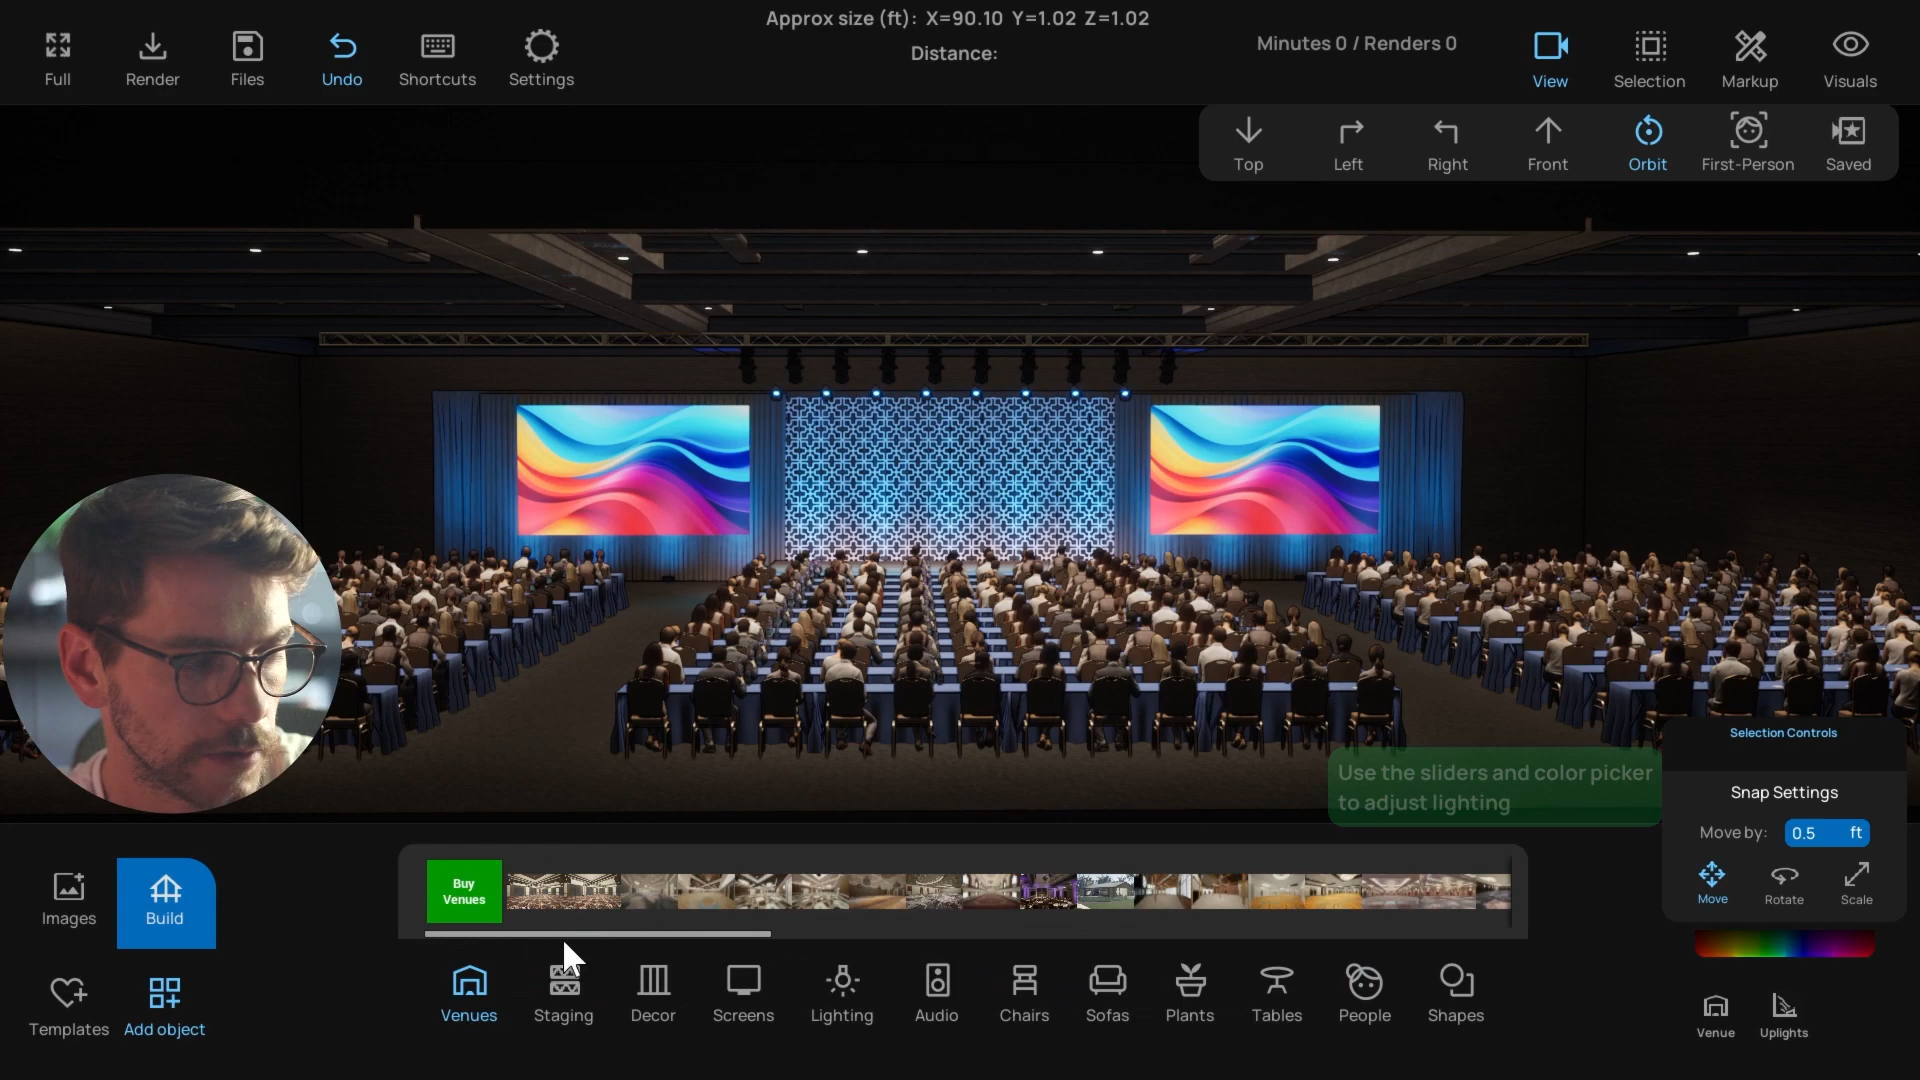 Approx size (ft): X=90.10 Y=1.02 Z=1.02
Distance:
Minutes 0 / Renders 0
Full
Render
Files
Undo
Shortcuts
Settings
View
Selection
Markup
Visuals
Top
Left
Right
Front
Orbit
First-Person
Saved
Use the sliders and color picker
to adjust lighting
Selection Controls
Snap Settings
Move by: 0.5 ft
Move
Rotate
Scale
Images
Build
Buy
Venues
Templates
Add object
Venues
Staging
Decor
Screens
Lighting
Audio
Chairs
Sofas
Plants
Tables
People
Shapes
Venue
Uplights